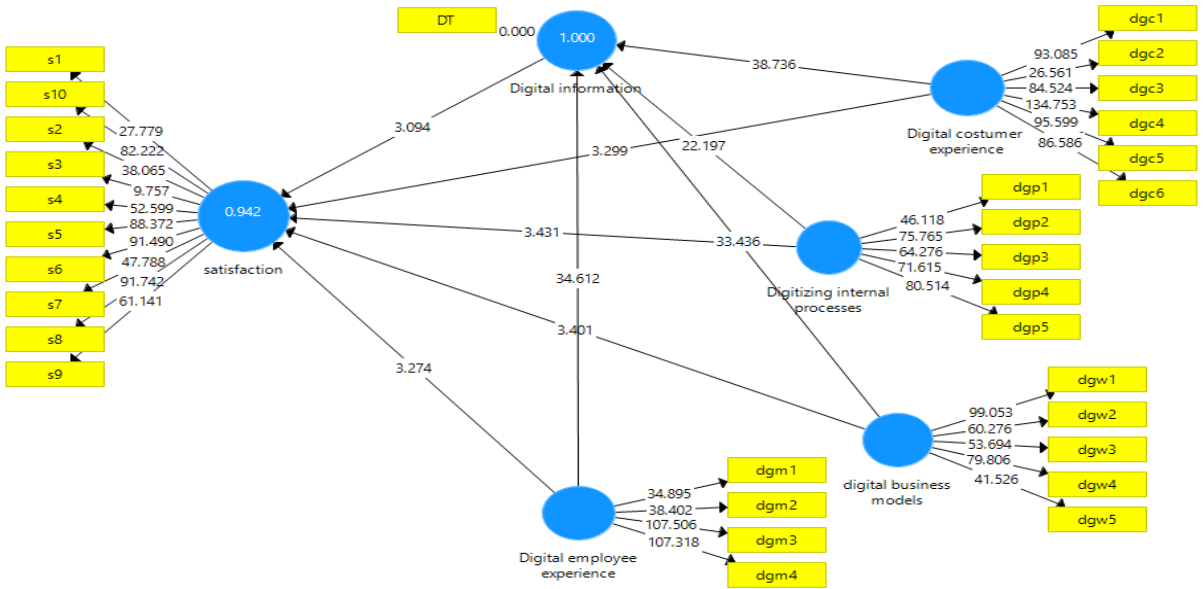 DT
0.000
1.000
Digital information
dgc1
dgc2
dgc3
dgc4
dgc5
dgc6
93.085
26.561
84.524
134.753
95.599
86.586
Digital costumer
experience
38.736
3.094
3.299
22.197
s1
s10
s2
s3
s4
s5
s6
s7
s8
s9
27.779
82.222
38.065
9.757
52.599
88.372
91.490
47.788
91.742
61.141
0.942
satisfaction
3.431
33.436
34.612
3.401
3.274
dgp1
dgp2
dgp3
dgp4
dgp5
46.118
75.765
64.276
71.615
80.514
Digitizing internal
processes
dgw1
dgw2
dgw3
dgw4
dgw5
99.053
60.276
53.694
79.806
41.526
digital business
models
dgm1
dgm2
dgm3
dgm4
34.895
38.402
107.506
107.318
Digital employee
experience